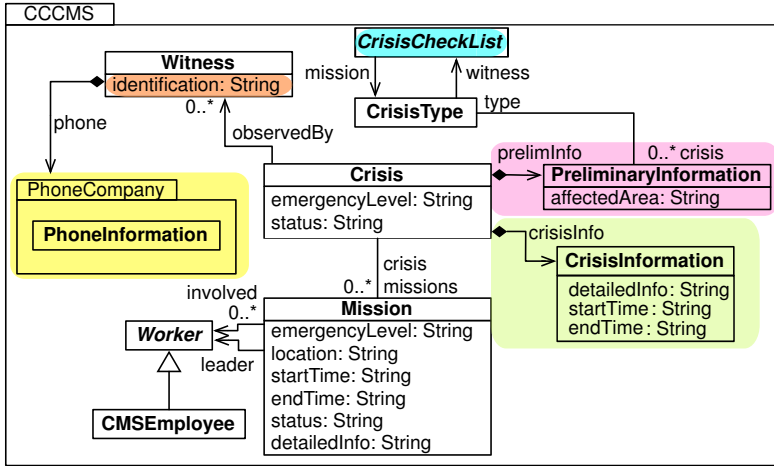 CCCMS
CrisisCheckList
Witness
identification: String
mission
witness
0..*
CrisisType
type
phone
observedBy
prelimInfo
0..* crisis
PhoneCompany
Crisis
PreliminaryInformation
emergencyLevel: String
affectedArea: String
status: String
PhoneInformation
crisisInfo
CrisisInformation
crisis
detailedInfo: String
involved
0..*
missions
startTime : String
0..*
Mission
endTime : String
Worker
emergencyLevel: String
location: String
leader
startTime: String
endTime: String
CMSEmployee
status: String
detailedInfo: String